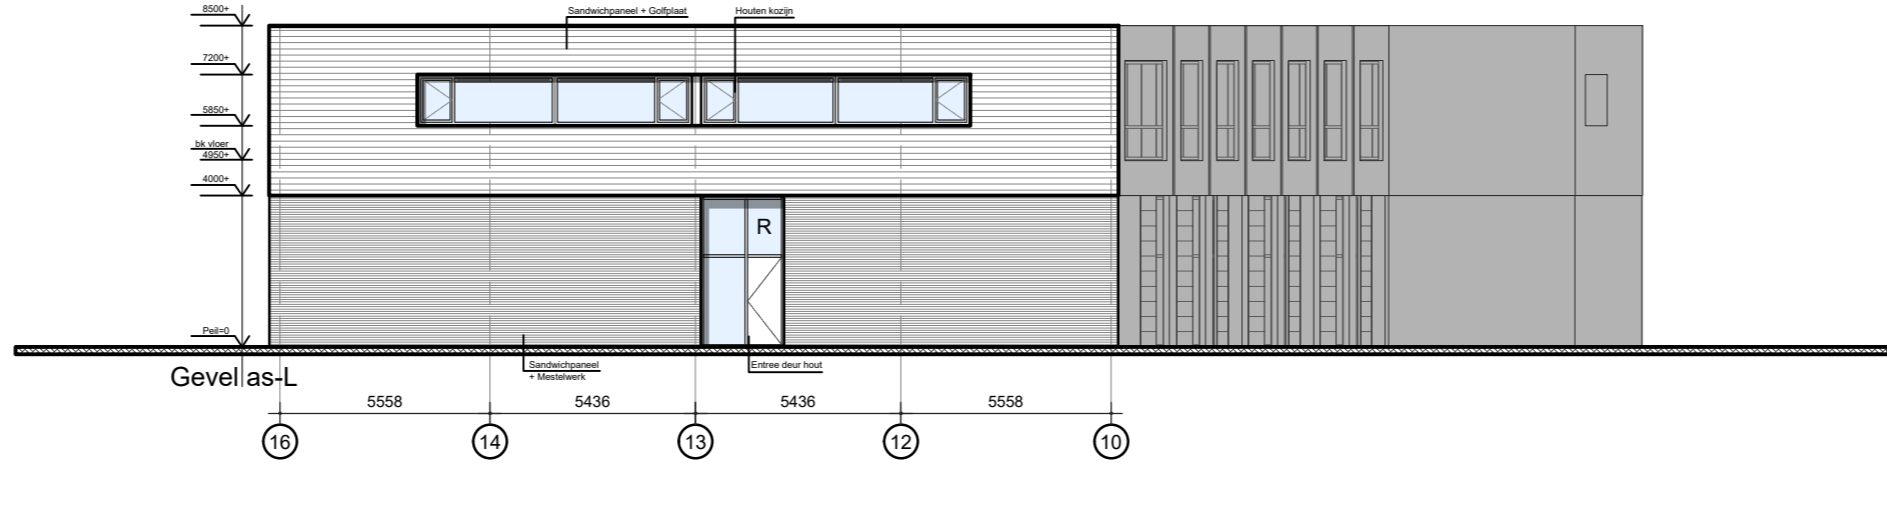 8500+
Sandwichpaneel + Golfplaat
Houten kozijn
7200+
5850+
bk vloer
4950+
4000+
R
Peil=0
Sandwichpaneel
+ Mestelwerk
Entree deur hout
Gevel as-L
5558 5436 5436 5558
16 14 13 12 10